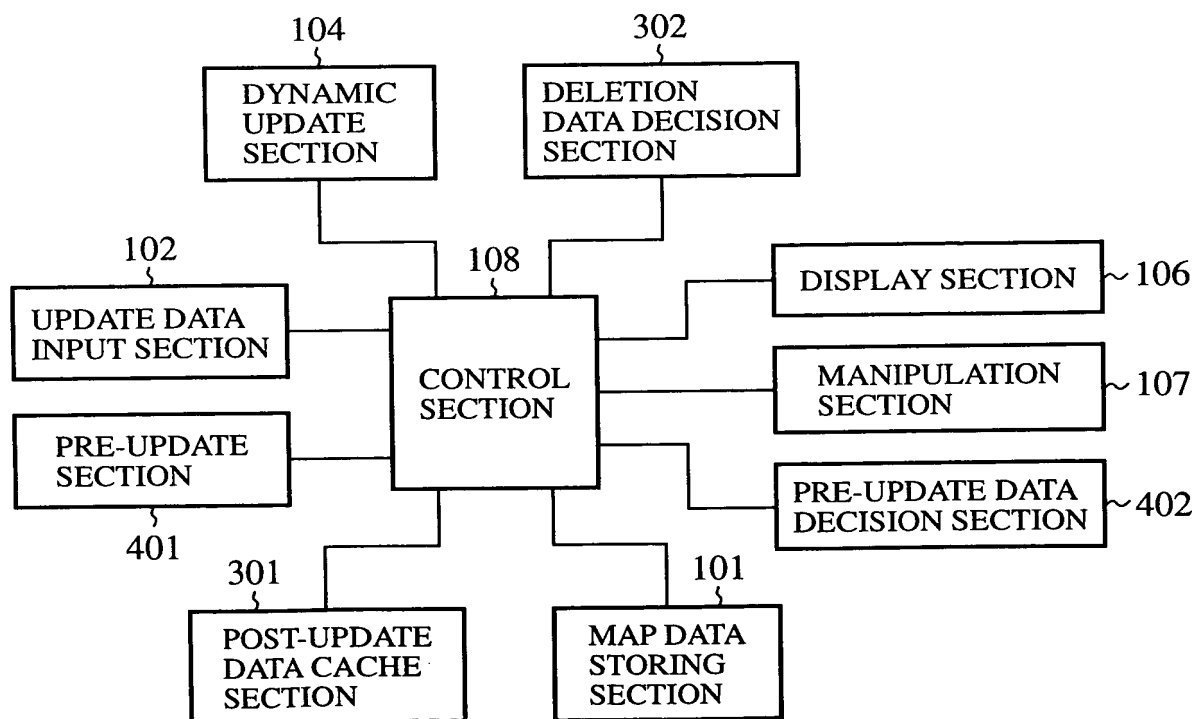 104
DYNAMIC
UPDATE
SECTION
302
DELETION
DATA DECISION
SECTION
102
UPDATE DATA
INPUT SECTION
108
CONTROL
SECTION
DISPLAY SECTION
106
MANIPULATION
SECTION
107
PRE-UPDATE
SECTION
401
PRE-UPDATE DATA
DECISION SECTION
402
301
POST-UPDATE
DATA CACHE
SECTION
101
MAP DATA
STORING
SECTION